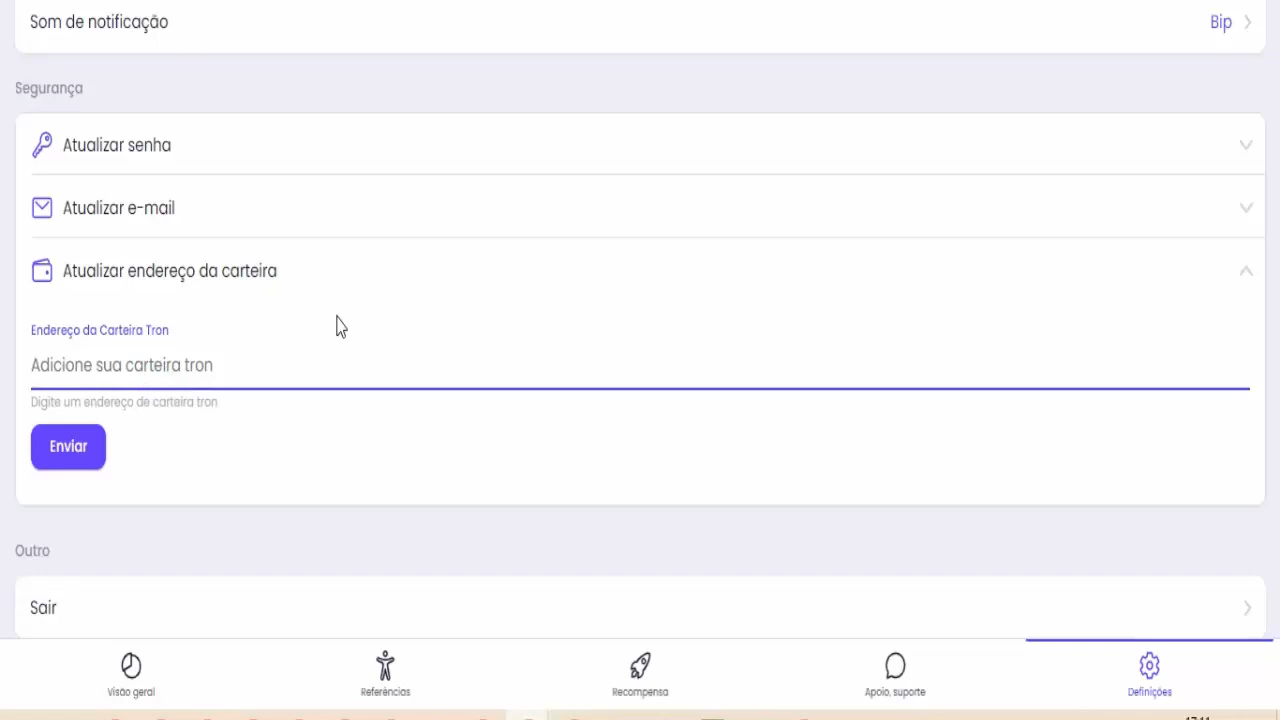 Som de notificação
Bip
Segurança
Atualizar senha
Atualizar e-mail
Atualizar endereço da carteira
Endereço da Carteira Tron
Adicione sua carteira tron
Digite um endereço de carteira tron
Enviar
Outro
Sair
Visão geral
Referências
Recompensa
Apoio, suporte
Definições